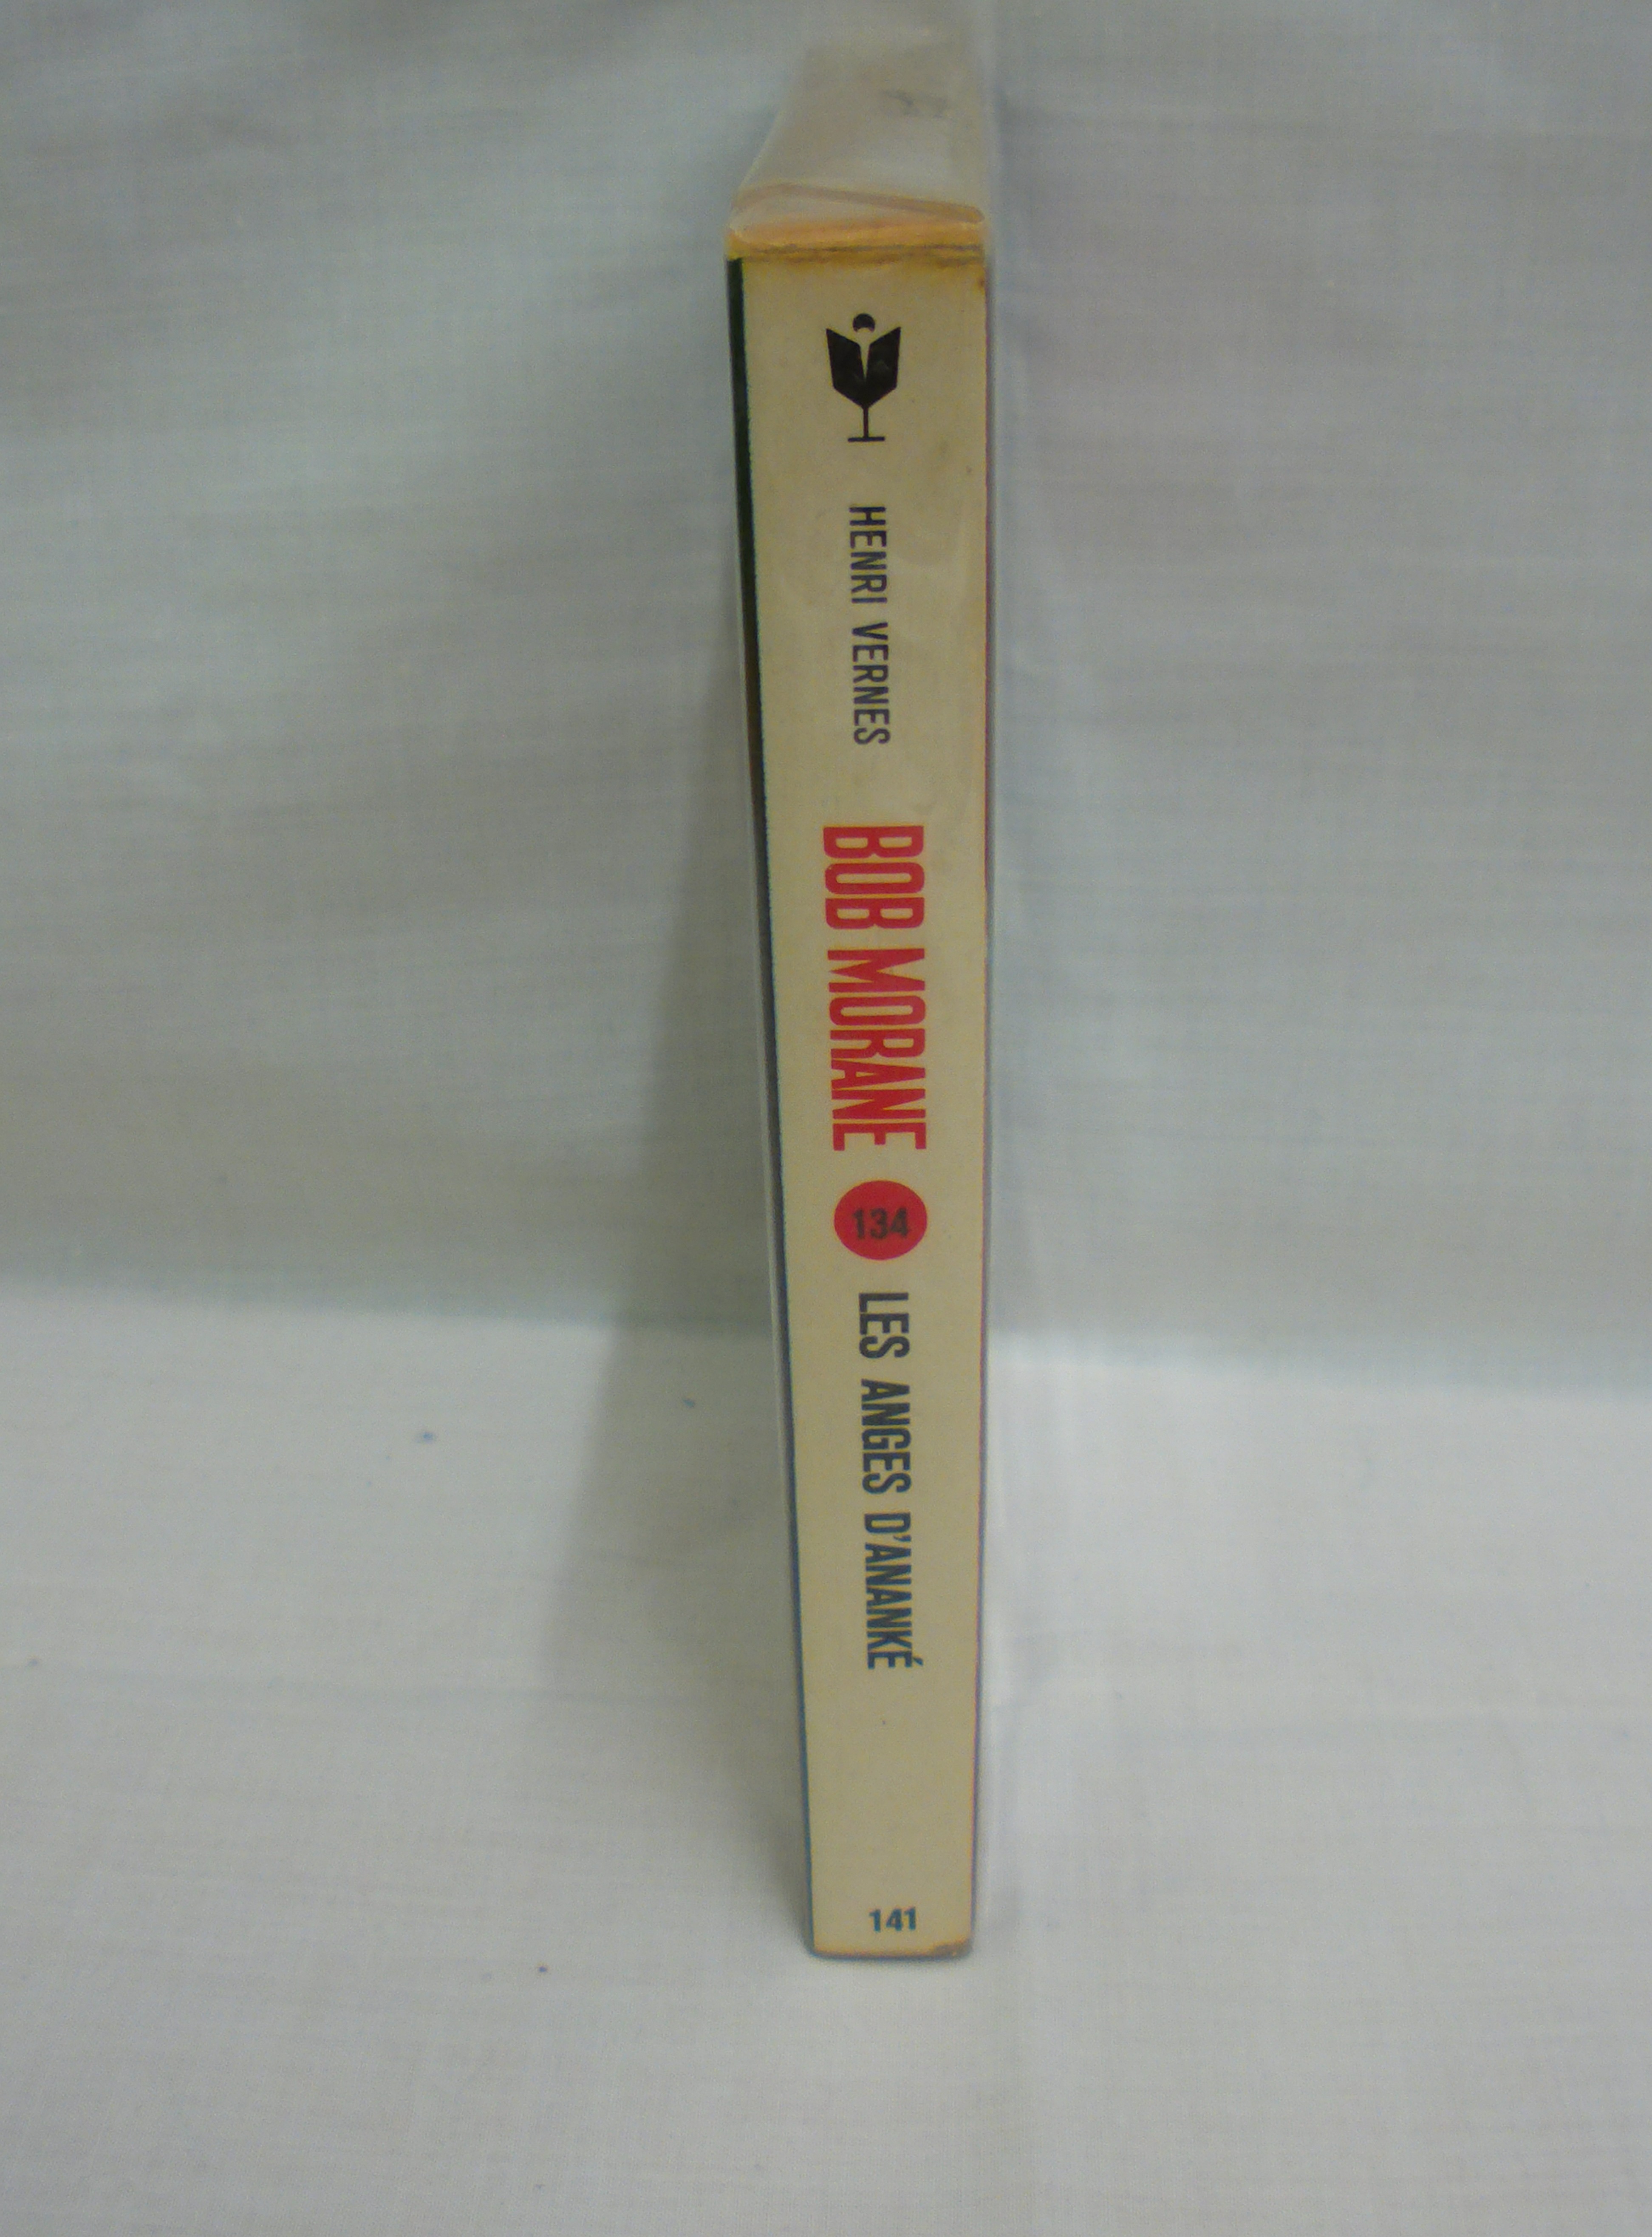 HENRI VERNES BOB MORANE 134 LES ANGES D'ANANKÉ
141